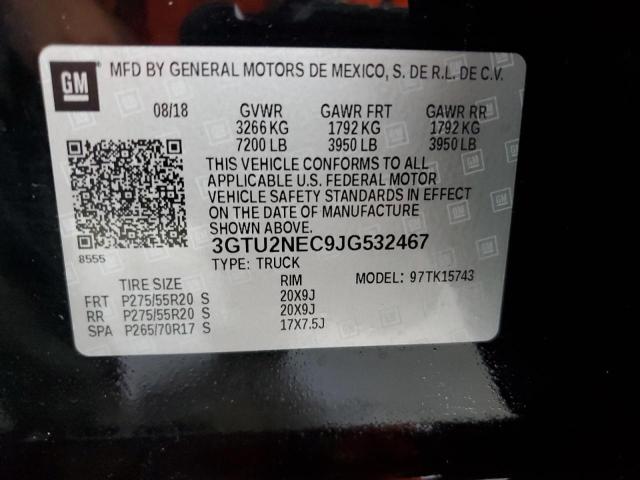 GM MFD BY GENERAL MOTORS DE MEXICO, S. DE R.L. DE C.V.
08/18 GVWR GAWR FRT GAWR RR
3266 KG 1792 KG 1792 KG
7200 LB 3950 LB 3950 LB
THIS VEHICLE CONFORMS TO ALL
APPLICABLE U.S. FEDERAL MOTOR
VEHICLE SAFETY STANDARDS IN EFFECT
ON THE DATE OF MANUFACTURE
SHOWN ABOVE.
3GTU2NEC9JG532467
8555
TYPE: TRUCK
TIRE SIZE RIM MODEL: 97TK15743
FRT P275/55R20 S 20X9J
RR P275/55R20 S 20X9J
SPA P265/70R17 S 17X7.5J